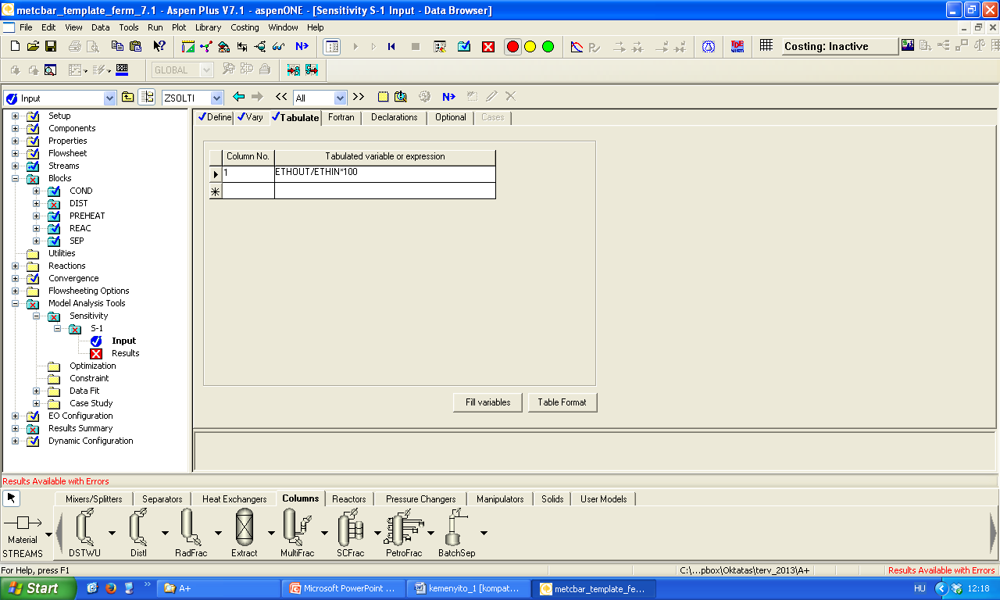 metcbar_template_ferm_7.1 - Aspen Plus V7.1 - aspenONE - [Sensitivity S-1 Input - Data Browser]
File Edit View Data Tools Run Plot Library Costing Window Help
N»
Costing: Inactive
GLOBAL
Input
ZSOLTI
<<
All
>>
N»
Setup
Components
Properties
Flowsheet
Streams
Blocks
COND
DIST
PREHEAT
REAC
SEP
Utilities
Reactions
Convergence
Flowsheeting Options
Model Analysis Tools
Sensitivity
S-1
Input
Results
Optimization
Constraint
Data Fit
Case Study
EO Configuration
Results Summary
Dynamic Configuration
Define Vary Tabulate Fortran Declarations Optional Cases
Column No. Tabulated variable or expression
1 ETHOUT/ETHIN*100
Fill variables Table Format
Results Available with Errors
Mixers/Splitters Separators Heat Exchangers Columns Reactors Pressure Changers Manipulators Solids User Models
Material
STREAMS
DSTWU Distl RadFrac Extract MultiFrac SCFrac PetroFrac BatchSep
For Help, press F1
C:\...pbox\Oktatas\terv_2013\A+
Results Available with Errors
Start
A+
Microsoft PowerPoint ...
kemenyito_1 [kompat...
metcbar_template_fe...
HU
12:18